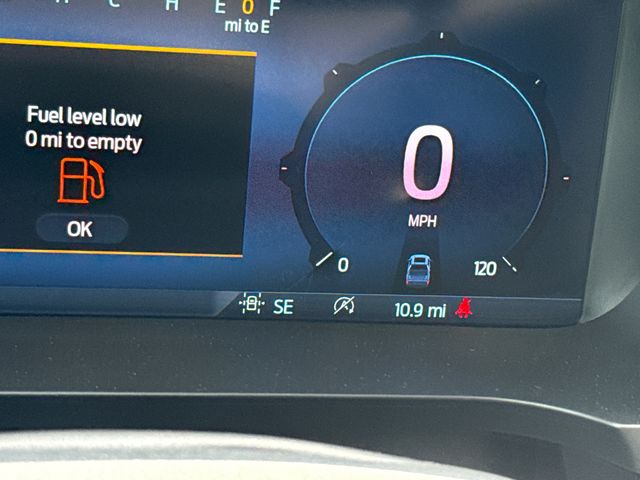 C H E 0 F
mi to E
Fuel level low
0 mi to empty
OK
0
MPH
0 120
SE 10.9 mi